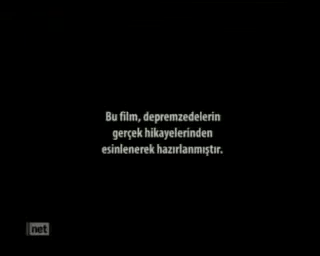 Bu film, depremzedelerin
gerçek hikayelerinden
esinlenerek hazırlanmıştır.
net